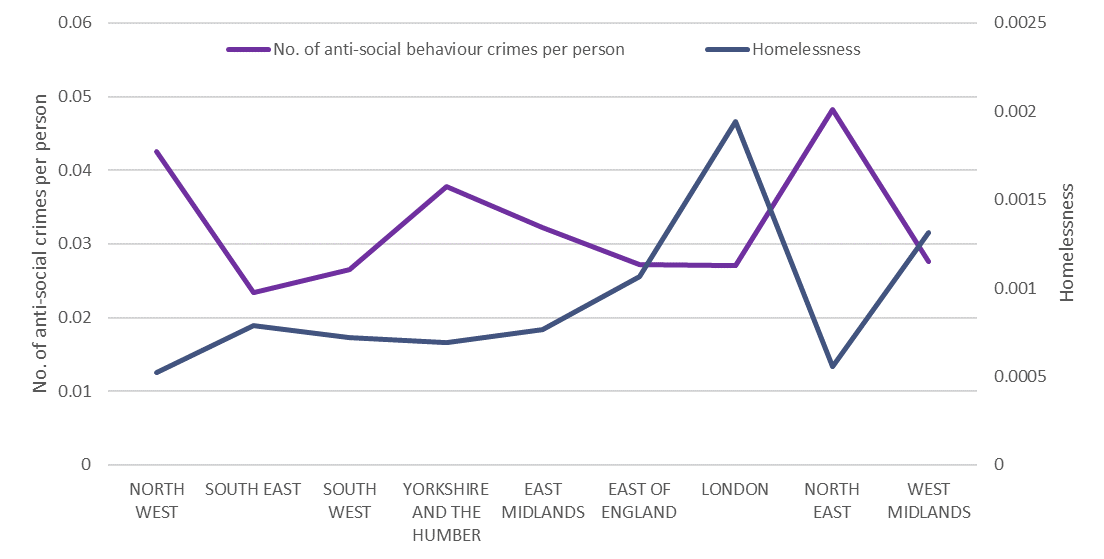 No. of anti-social behaviour crimes per person
Homelessness
No. of anti-social crimes per person
0.06
0.05
0.04
0.03
0.02
0.01
0
0.0025
0.002
0.0015
0.001
0.0005
0
Homelessness
NORTH
WEST
SOUTH EAST
SOUTH
WEST
YORKSHIRE
AND THE
HUMBER
EAST
MIDLANDS
EAST OF
ENGLAND
LONDON
NORTH
EAST
WEST
MIDLANDS